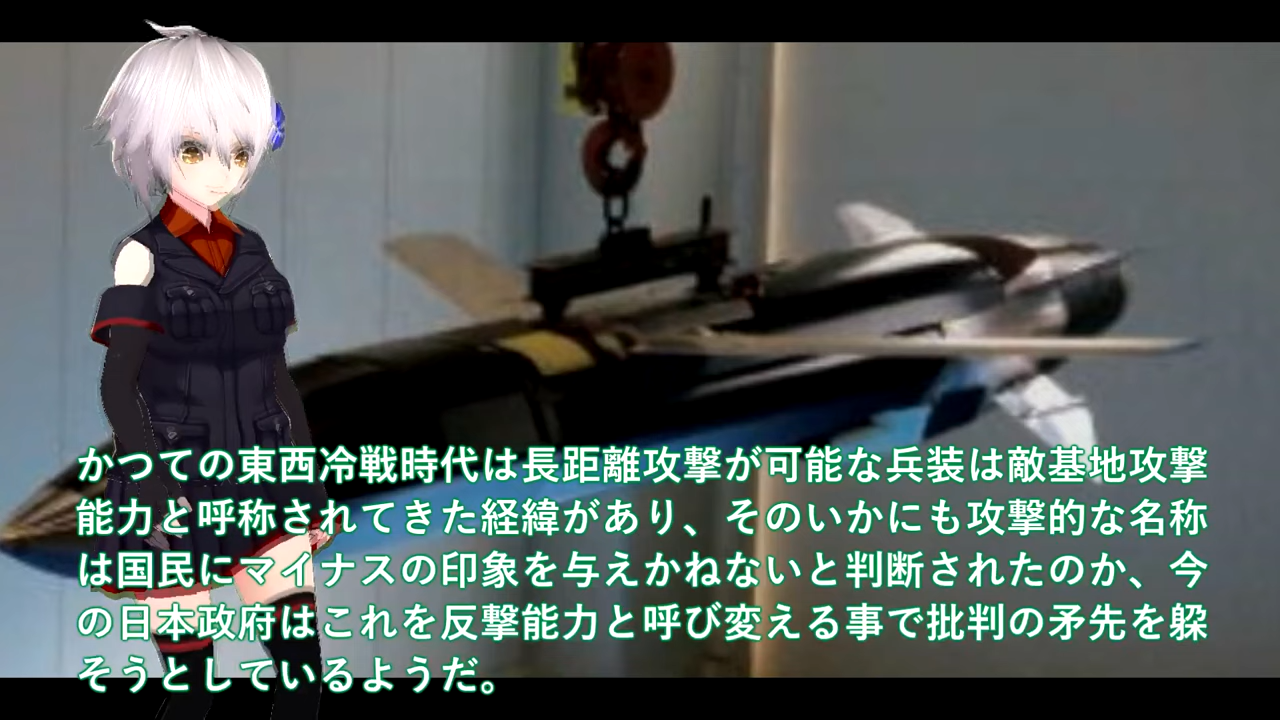 かつての東西冷戦時代は長距離攻撃が可能な兵装は敵基地攻撃
能力と呼称されてきた経緯があり、そのいかにも攻撃的な名称
は国民にマイナスの印象を与えかねないと判断されたのか、今
の日本政府はこれを反撃能力と呼び変える事で批判の矛先を躱
そうとしているようだ。